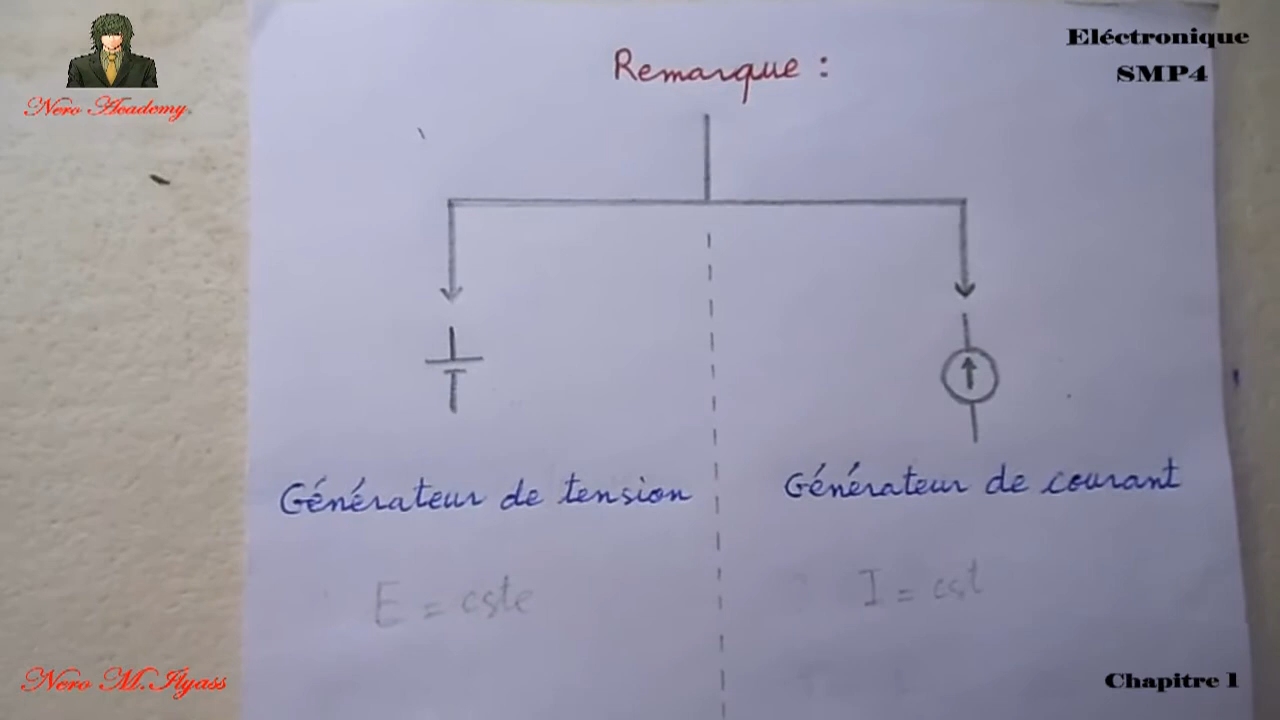 Nero Academy
Eléctronique
SMP4
Remarque :
Générateur de tension
Générateur de courant
E = cste
I = cst
Nero M.Ilyass
Chapitre 1